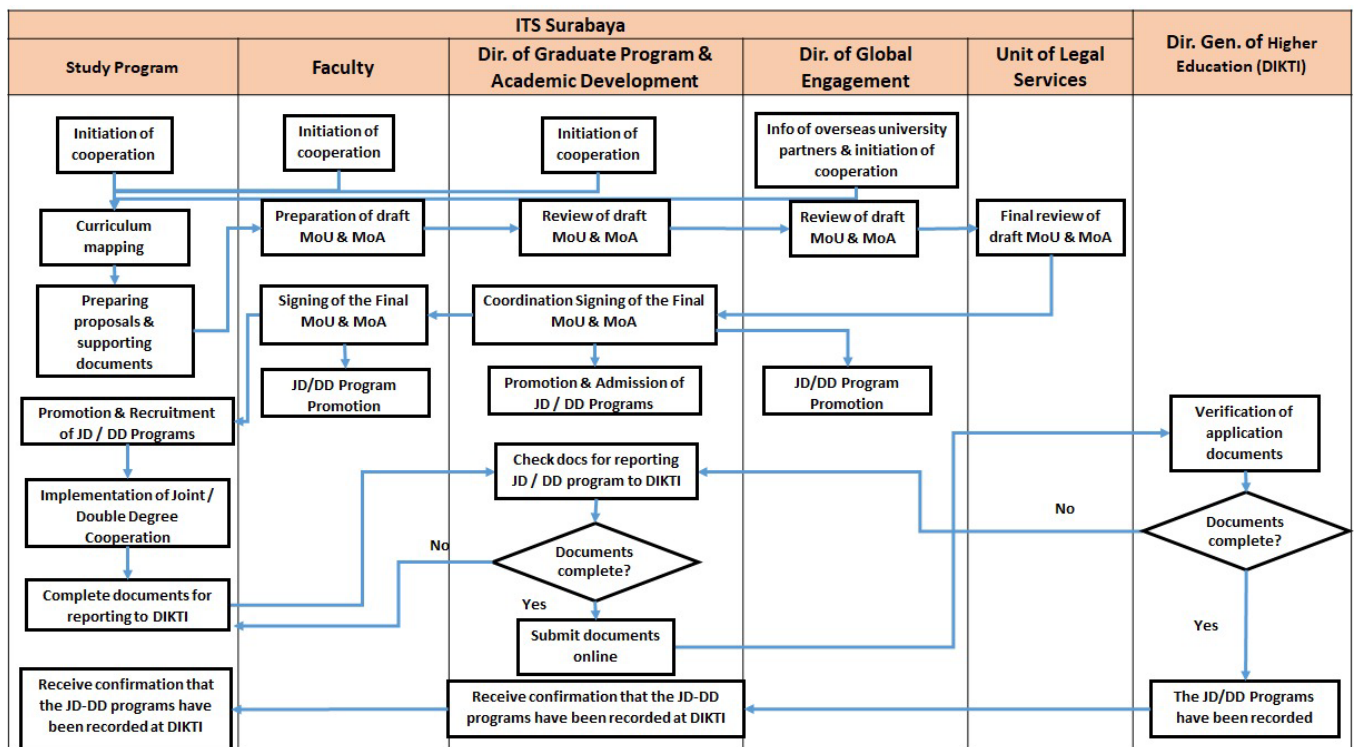 ITS Surabaya
Study Program
Faculty
Dir. of Graduate Program &
Academic Development
Dir. of Global
Engagement
Unit of Legal
Services
Dir. Gen. of Higher
Education (DIKTI)
Initiation of
cooperation
Initiation of
cooperation
Initiation of
cooperation
Info of overseas university
partners & initiation of
cooperation
Curriculum
mapping
Preparation of draft
MoU & MoA
Review of draft
MoU & MoA
Review of draft
MoU & MoA
Final review of
draft MoU & MoA
Preparing
proposals &
supporting
documents
Signing of the Final
MoU & MoA
Coordination Signing of the Final
MoU & MoA
JD/DD Program
Promotion
Promotion & Admission of
JD / DD Programs
JD/DD Program
Promotion
Promotion & Recruitment
of JD / DD Programs
Verification of
application
documents
Check docs for reporting
JD / DD program to DIKTI
Implementation of Joint /
Double Degree
Cooperation
No
Documents
complete?
No
Documents
complete?
Complete documents for
reporting to DIKTI
Yes
Submit documents
online
Yes
Receive confirmation that
the JD-DD programs have
been recorded at DIKTI
Receive confirmation that the JD-DD
programs have been recorded at DIKTI
The JD/DD Programs
have been recorded